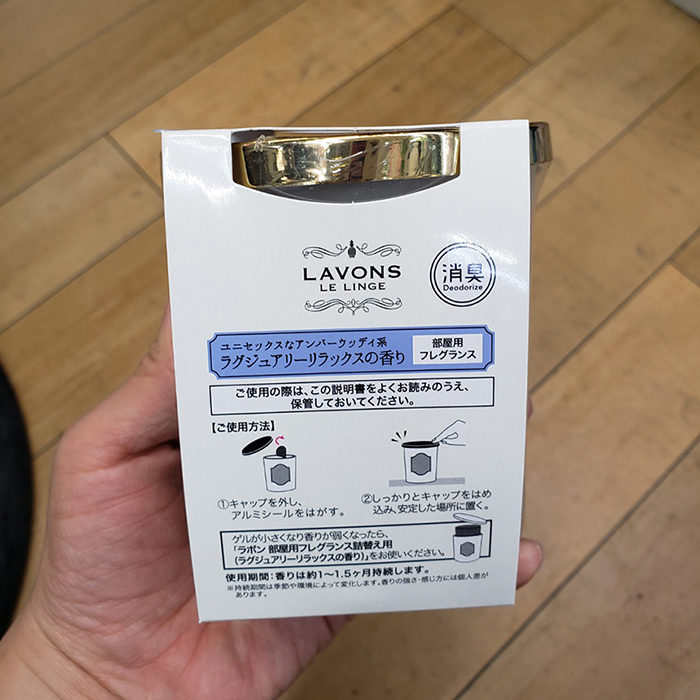 LAVONS
LE LINGE
消臭
Deodorize
ユニセックスなアンバーウッディ系
ラグジュアリーリラックスの香り
部屋用
フレグランス
ご使用の際は、この説明書をよくお読みのうえ、
保管しておいてください。
【ご使用方法】
①キャップを外し、
アルミシールをはがす。
②しっかりとキャップをはめ
込み、安定した場所に置く。
ゲルが小さくなり香りが弱くなったら、
「ラボン 部屋用フレグランス詰替え用
(ラグジュアリーリラックスの香り)」をお使いください。
使用期間：香りは約1～1.5ヶ月持続します。
※持続期間は季節や環境によって変化します。香りの強さ・感じ方には個人差が
あります。